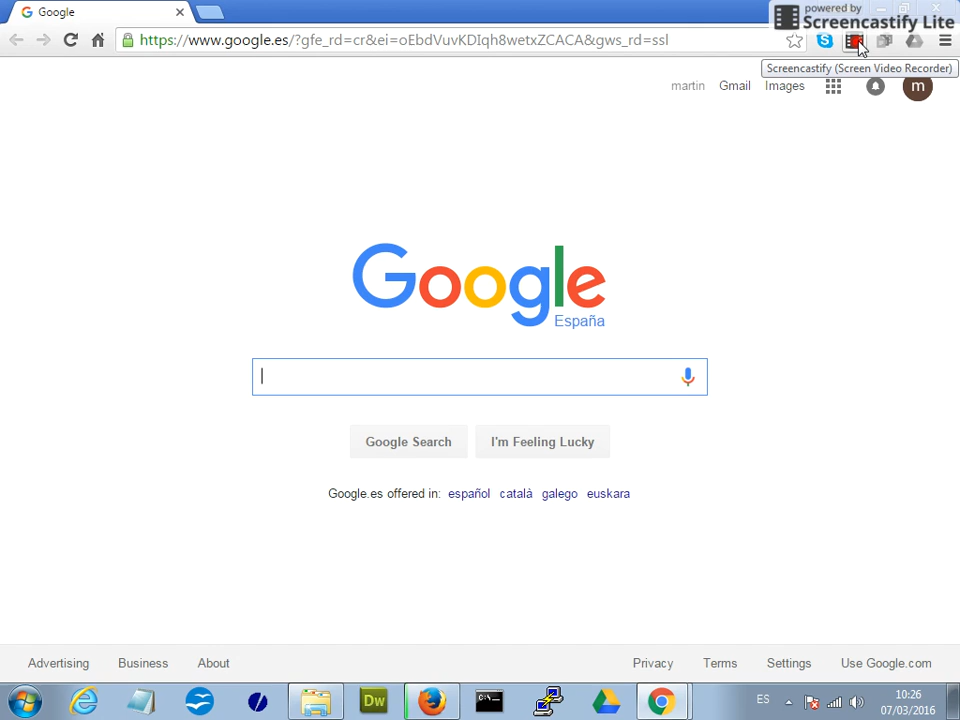 Google
powered by
Screencastify Lite
https://www.google.es/?gfe_rd=cr&ei=oEbdVuvKDIqh8wetxZCACA&gws_rd=ssl
Screencastify (Screen Video Recorder)
martin Gmail Images m
Google
España
Google Search I'm Feeling Lucky
Google.es offered in: español català galego euskara
Advertising Business About Privacy Terms Settings Use Google.com
Dw C:\_ ES 10:26
07/03/2016